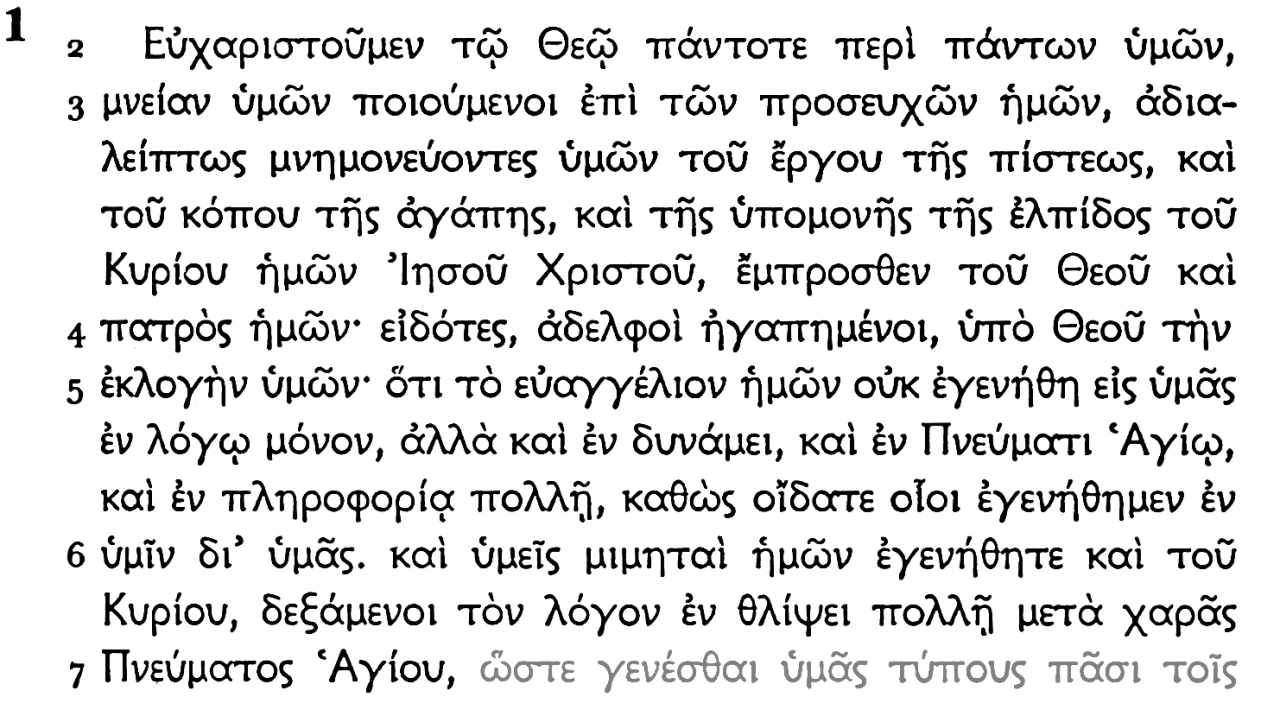 1
2 Εὐχαριστοῦμεν τῷ Θεῷ πάντοτε περὶ πάντων ὑμῶν,
3 μνείαν ὑμῶν ποιούμενοι ἐπὶ τῶν προσευχῶν ἡμῶν, ἀδια-
λείπτως μνημονεύοντες ὑμῶν τοῦ ἔργου τῆς πίστεως, καὶ
τοῦ κόπου τῆς ἀγάπης, καὶ τῆς ὑπομονῆς τῆς ἐλπίδος τοῦ
Κυρίου ἡμῶν Ἰησοῦ Χριστοῦ, ἔμπροσθεν τοῦ Θεοῦ καὶ
4 πατρὸς ἡμῶν· εἰδότες, ἀδελφοὶ ἠγαπημένοι, ὑπὸ Θεοῦ τὴν
5 ἐκλογὴν ὑμῶν· ὅτι τὸ εὐαγγέλιον ἡμῶν οὐκ ἐγενήθη εἰς ὑμᾶς
ἐν λόγῳ μόνον, ἀλλὰ καὶ ἐν δυνάμει, καὶ ἐν Πνεύματι Ἁγίῳ,
καὶ ἐν πληροφορίᾳ πολλῇ, καθὼς οἴδατε οἷοι ἐγενήθημεν ἐν
6 ὑμῖν δι’ ὑμᾶς. καὶ ὑμεῖς μιμηταὶ ἡμῶν ἐγενήθητε καὶ τοῦ
Κυρίου, δεξάμενοι τὸν λόγον ἐν θλίψει πολλῇ μετὰ χαρᾶς
7 Πνεύματος Ἁγίου, ὥστε γενέσθαι ὑμᾶς τύπους πᾶσι τοῖς